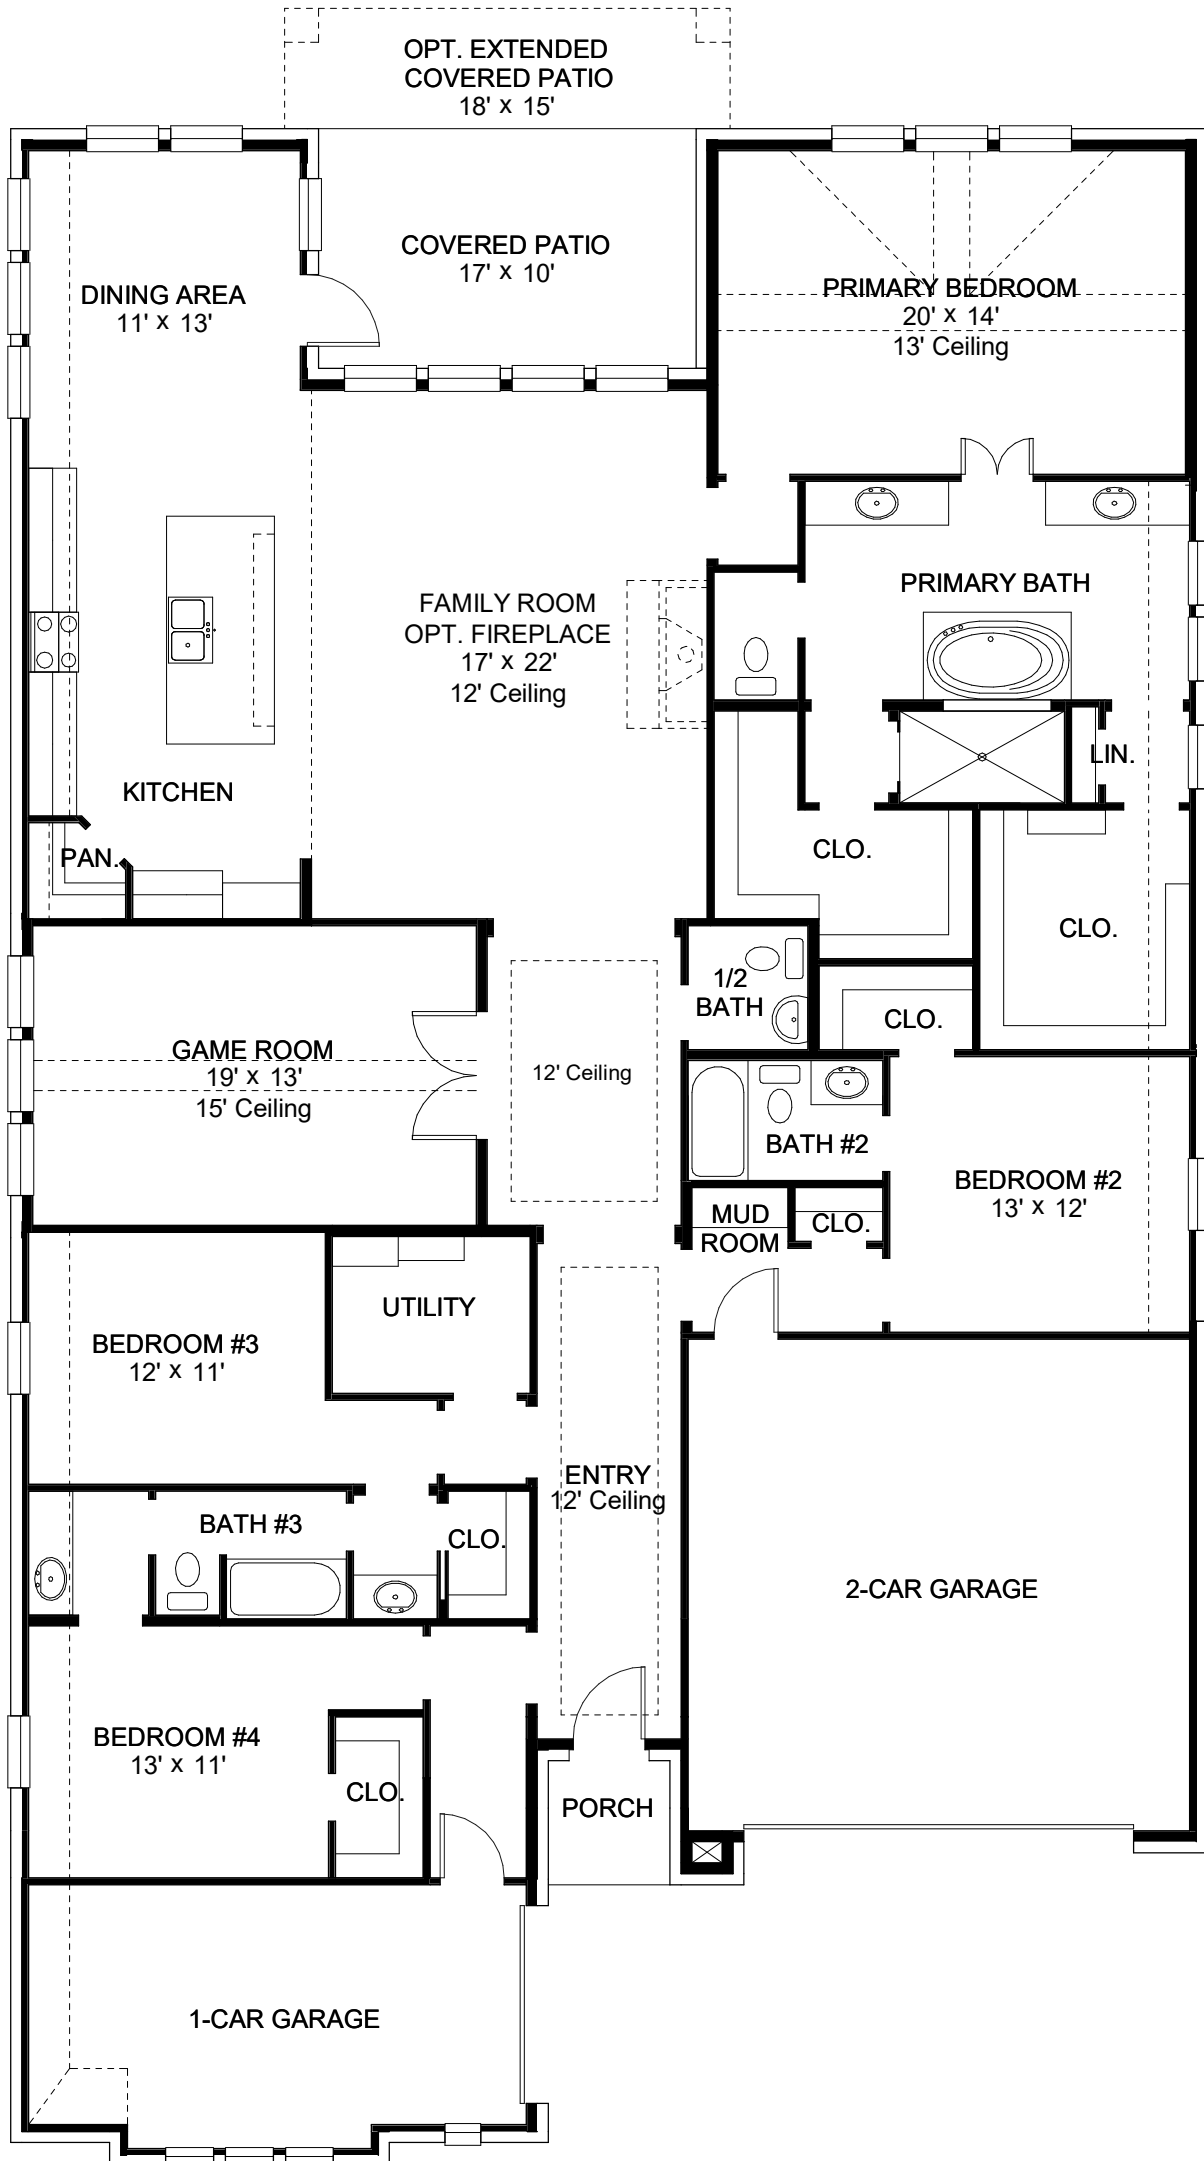 OPT. EXTENDED
COVERED PATIO
18' x 15'
COVERED PATIO
17' x 10'
DINING AREA
11' x 13'
PRIMARY BEDROOM
20' x 14'
13' Ceiling
PRIMARY BATH
FAMILY ROOM
OPT. FIREPLACE
17' x 22'
12' Ceiling
LIN.
KITCHEN
PAN.
CLO.
CLO.
1/2
BATH
CLO.
GAME ROOM
19' x 13'
15' Ceiling
12' Ceiling
BATH #2
BEDROOM #2
13' x 12'
MUD
ROOM
CLO.
UTILITY
BEDROOM #3
12' x 11'
ENTRY
12' Ceiling
BATH #3
CLO.
2-CAR GARAGE
BEDROOM #4
13' x 11'
CLO.
PORCH
1-CAR GARAGE